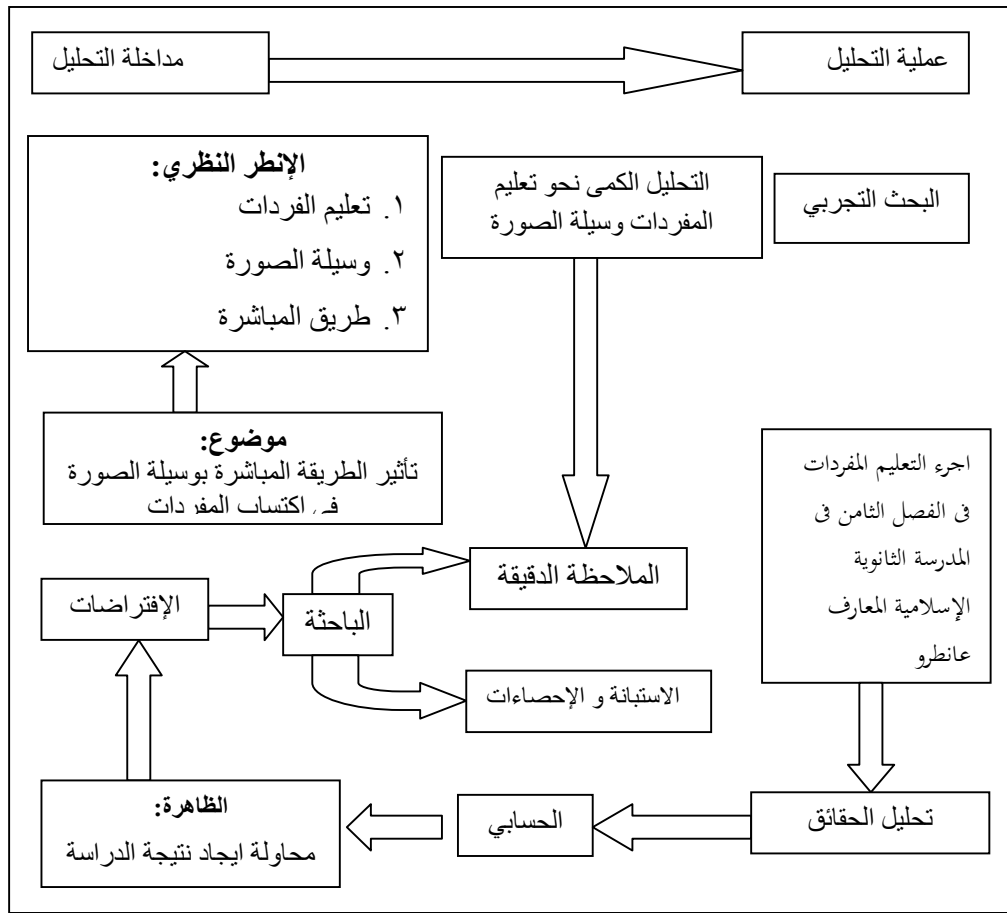 عملية التحليل
مداخلة التحليل
البحث التجربي
التحليل الكمى نحو تعليم
المفردات وسيلة الصورة
الإنطر النظري:
١. تعليم الفردات
٢. وسيلة الصورة
٣. طريق المباشرة
موضوع:
تأثير الطريقة المباشرة بوسيلة الصورة
في اكتساب المفردات
اجرء التعليم المفردات
فى الفصل الثامن فى
المدرسة الثانوية
الإسلامية المعارف
عانطرو
الملاحظة الدقيقة
الباحثة
الإفتراضات
الاستبانة و الإحصاءات
تحليل الحقائق
الحسابي
الظاهرة:
محاولة ايجاد نتيجة الدراسة